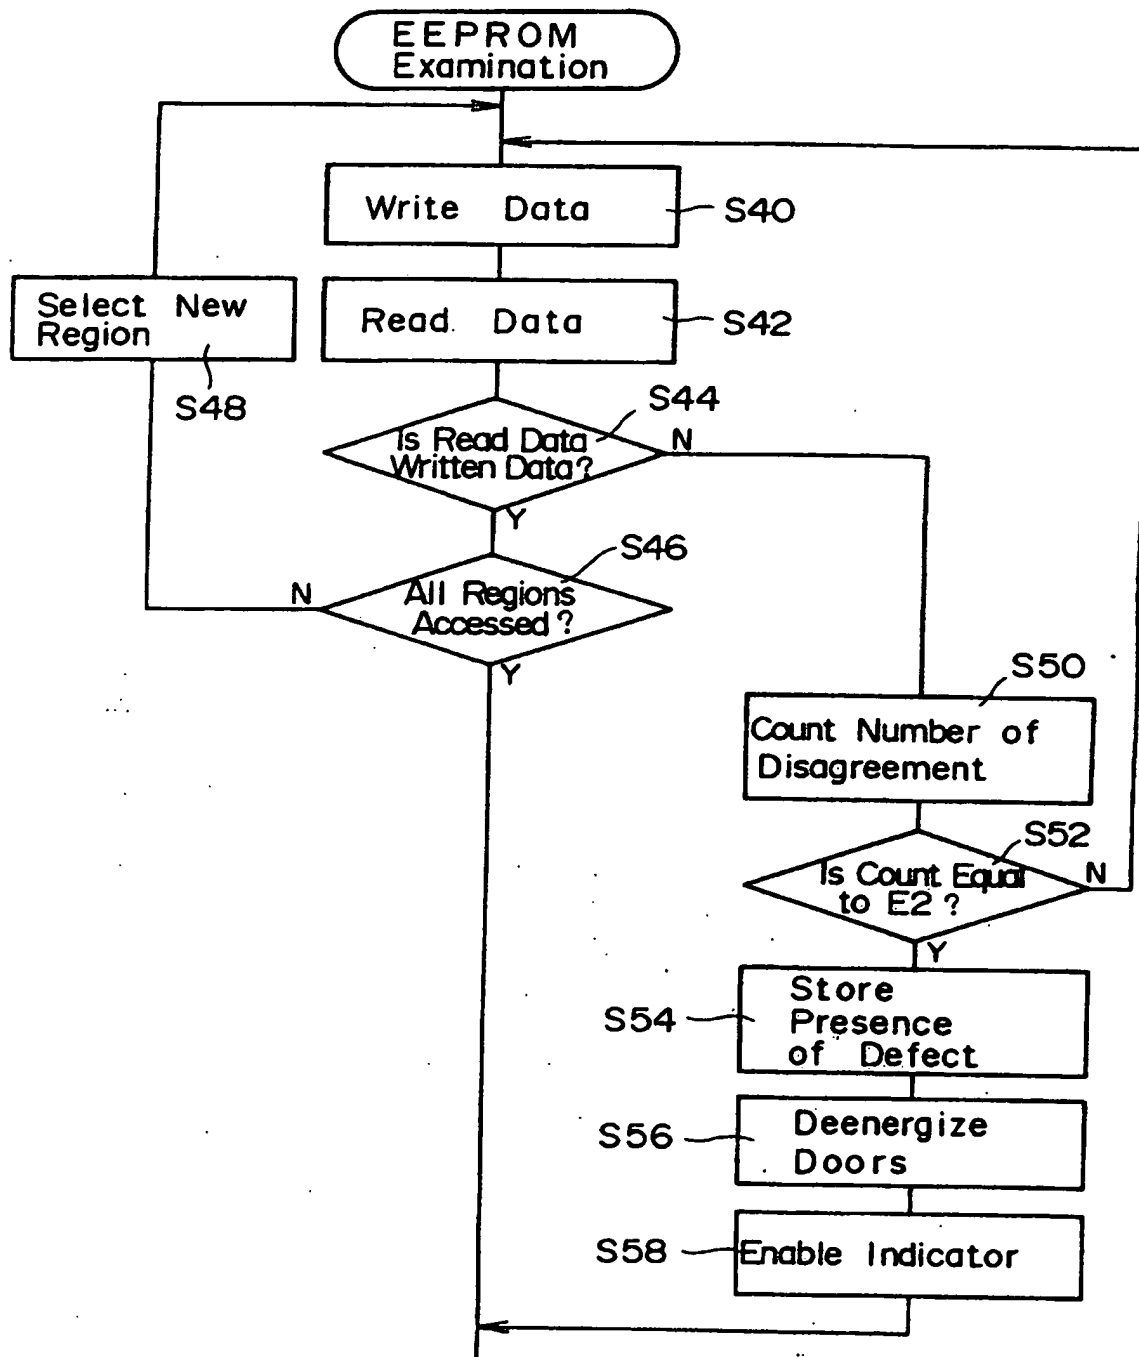 EEPROM
Examination
Write Data
S40
Select New
Region
S48
Read Data
S42
S44
Is Read Data
Written Data?
N
Y
S46
All Regions
Accessed?
N
Y
S50
Count Number of
Disagreement
S52
Is Count Equal
to E2?
N
Y
S54
Store
Presence
of Defect
S56
Deenergize
Doors
S58
Enable Indicator